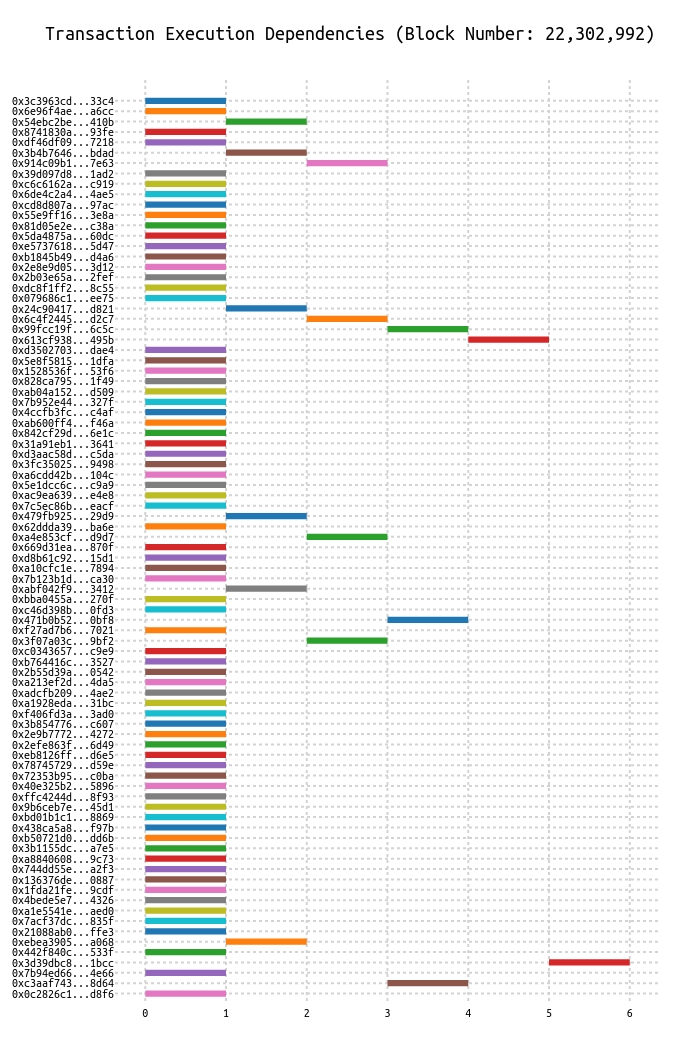 Transaction Execution Dependencies (Block Number: 22,302,992)
0x3c3963cd...33c4
0x6e96f4ae...a6cc
0x54ebc2be...410b
0x8741830a...93fe
0xdf46df09...7218
0x3b4b7646...bdad
0x914c09b1...7e63
0x39d097d8...1ad2
0xc6c6162a...c919
0x6de4c2a4...4ae5
0xcd8d807a...97ac
0x55e9ff16...3e8a
0x81d05e2e...c38a
0x5da4875a...60dc
0xe5737618...5d47
0xb1845b49...d4a6
0x2e8e9d05...3d12
0x2b03e65a...2fef
0xdc8f1ff2...8c55
0x079686c1...ee75
0x24c90417...d821
0x6c4f2445...d2c7
0x99fcc19f...6c5c
0x613cf938...495b
0xd3502703...dae4
0x5e8f5815...1dfa
0x1528536f...53f6
0x828ca795...1f49
0xab04a152...d509
0x7b952e44...327f
0x4ccfb3fc...c4af
0xab600ff4...f46a
0x842cf29d...6e1c
0x31a91eb1...3641
0xd3aac58d...c5da
0x3fc35025...9498
0xa6cdd42b...104c
0x5e1dcc6c...c9a9
0xac9ea639...e4e8
0x7c5ec86b...eacf
0x479fb925...29d9
0x62ddda39...ba6e
0xa4e853cf...d9d7
0x669d31ea...870f
0xd8b61c92...15d1
0xa10cfc1e...7894
0x7b123b1d...ca30
0xabf042f9...3412
0xbba0455a...270f
0xc46d398b...0fd3
0x471b0b52...0bf8
0xf27ad7b6...7021
0x3f07a03c...9bf2
0xc0343657...c9e9
0xb764416c...3527
0x2b55d39a...0542
0xa213ef2d...4da5
0xadcfb209...4ae2
0xa1928eda...31bc
0xf406fd3a...3ad0
0x3b854776...c607
0x2e9b7772...4272
0x2efe863f...6d49
0xeb8126ff...d6e5
0x78745729...d59e
0x72353b95...c0ba
0x40e325b2...5896
0xffc4244d...8f93
0x9b6ceb7e...45d1
0xbd01b1c1...8869
0x438ca5a8...f97b
0xb50721d0...dd6b
0x3b1155dc...a7e5
0xa8840608...9c73
0x744dd55e...a2f3
0x136376de...0887
0x1fda21fe...9cdf
0x4bede5e7...4326
0xa1e5541e...aed0
0x7acf37dc...835f
0x21088ab0...ffe3
0xebea3905...a068
0x442f840c...533f
0x3d39dbc8...1bcc
0x7b94ed66...4e66
0xc3aaf743...8d64
0x0c2826c1...d8f6
0 1 2 3 4 5 6